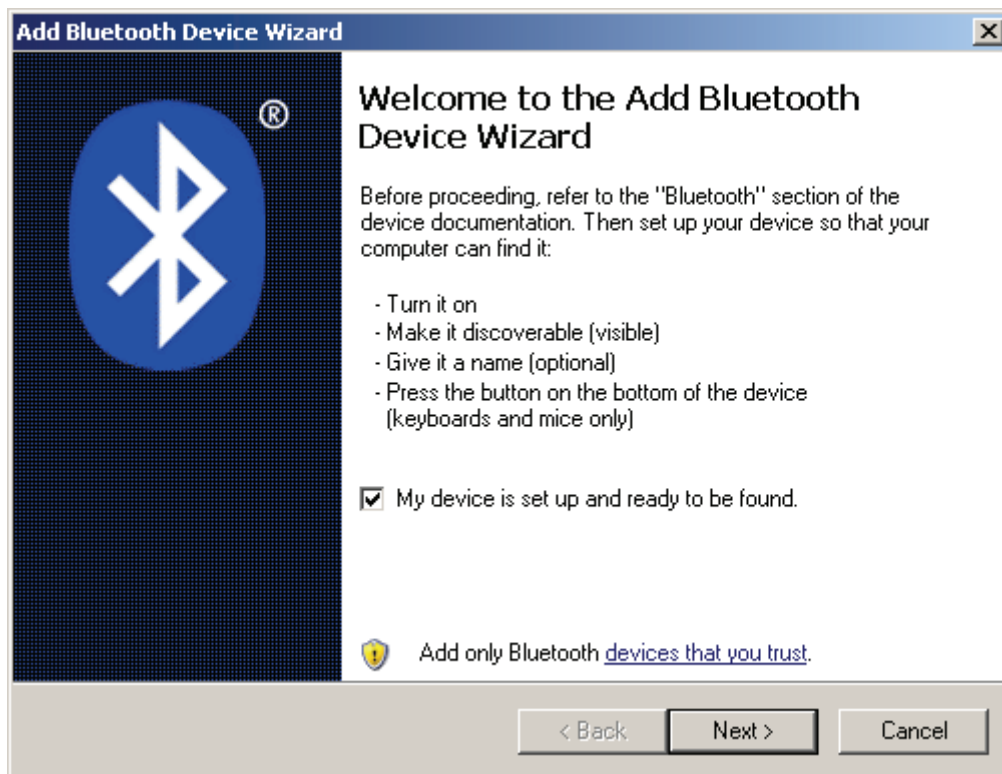 Add Bluetooth Device Wizard
®
Welcome to the Add Bluetooth
Device Wizard
Before proceeding, refer to the "Bluetooth" section of the
device documentation. Then set up your device so that your
computer can find it:
- Turn it on
- Make it discoverable (visible)
- Give it a name (optional)
- Press the button on the bottom of the device
(keyboards and mice only)
My device is set up and ready to be found.
Add only Bluetooth devices that you trust.
< Back Next > Cancel